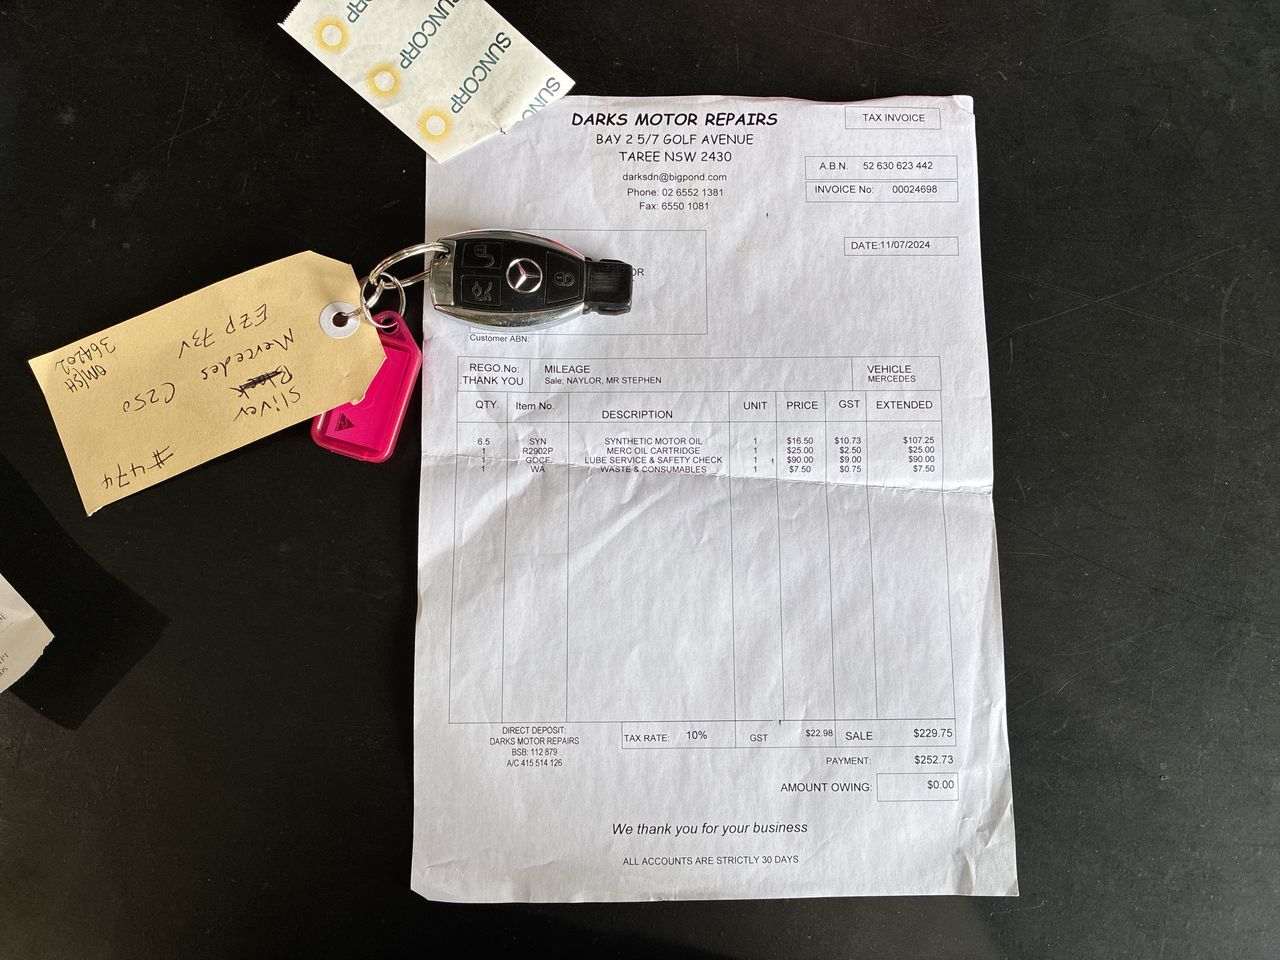 SUNCORP
SUNCORP
SUNCORP
SUNCORP
DARKS MOTOR REPAIRS
BAY 2 5/7 GOLF AVENUE
TAREE NSW 2430
darksdn@bigpond.com
Phone: 02 6552 1381
Fax: 6550 1081
TAX INVOICE
A.B.N. 52 630 623 442
INVOICE No: 00024698
DATE:11/07/2024
OR
Customer ABN:
#474
Sliver
Mercedes C250
EZP 73V
364202
REGO.No: MILEAGE VEHICLE
THANK YOU Sale; NAYLOR, MR STEPHEN MERCEDES
QTY. Item No. DESCRIPTION UNIT PRICE GST EXTENDED
6.5 SYN SYNTHETIC MOTOR OIL 1 $16.50 $10.73 $107.25
1 R2902P MERC OIL CARTRIDGE 1 $25.00 $2.50 $25.00
1 GOCF LUBE SERVICE & SAFETY CHECK 1 $90.00 $9.00 $90.00
1 WA WASTE & CONSUMABLES 1 $7.50 $0.75 $7.50
DIRECT DEPOSIT:
DARKS MOTOR REPAIRS
BSB: 112 879
A/C 415 514 126
TAX RATE: 10% GST $22.98 SALE $229.75
PAYMENT: $252.73
AMOUNT OWING: $0.00
We thank you for your business
ALL ACCOUNTS ARE STRICTLY 30 DAYS